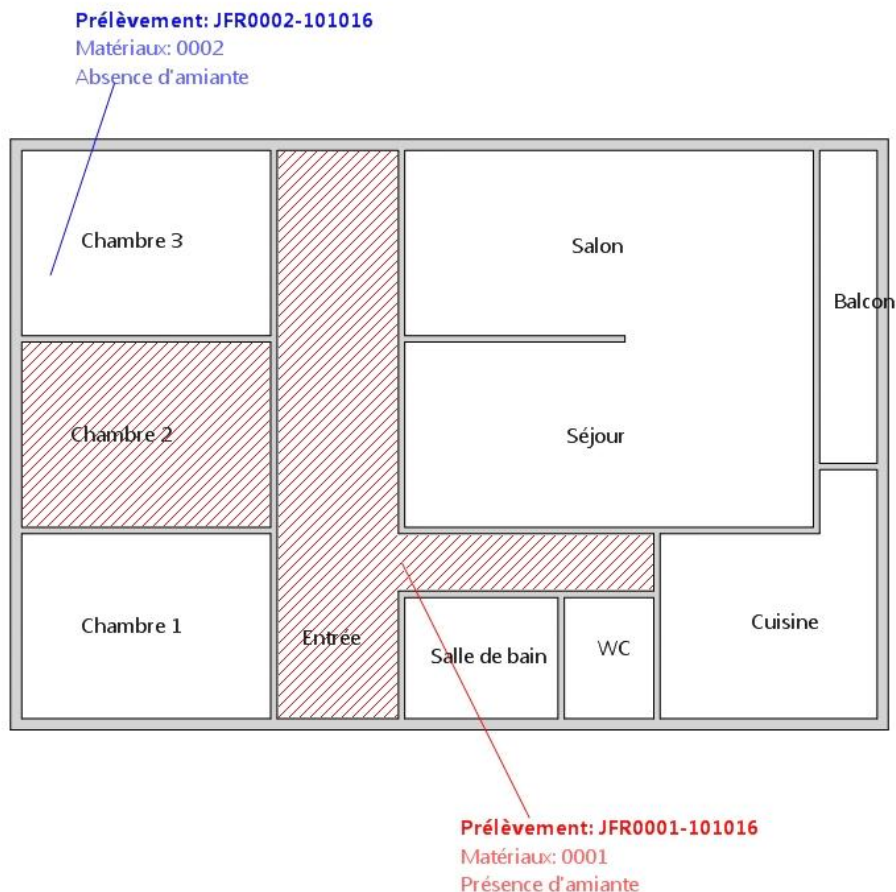 Prélèvement: JFR0002-101016
Matériaux: 0002
Absence d'amiante
Chambre 3
Salon
Balcon
Chambre 2
Séjour
Chambre 1
Entrée
Salle de bain
WC
Cuisine
Prélèvement: JFR0001-101016
Matériaux: 0001
Présence d'amiante